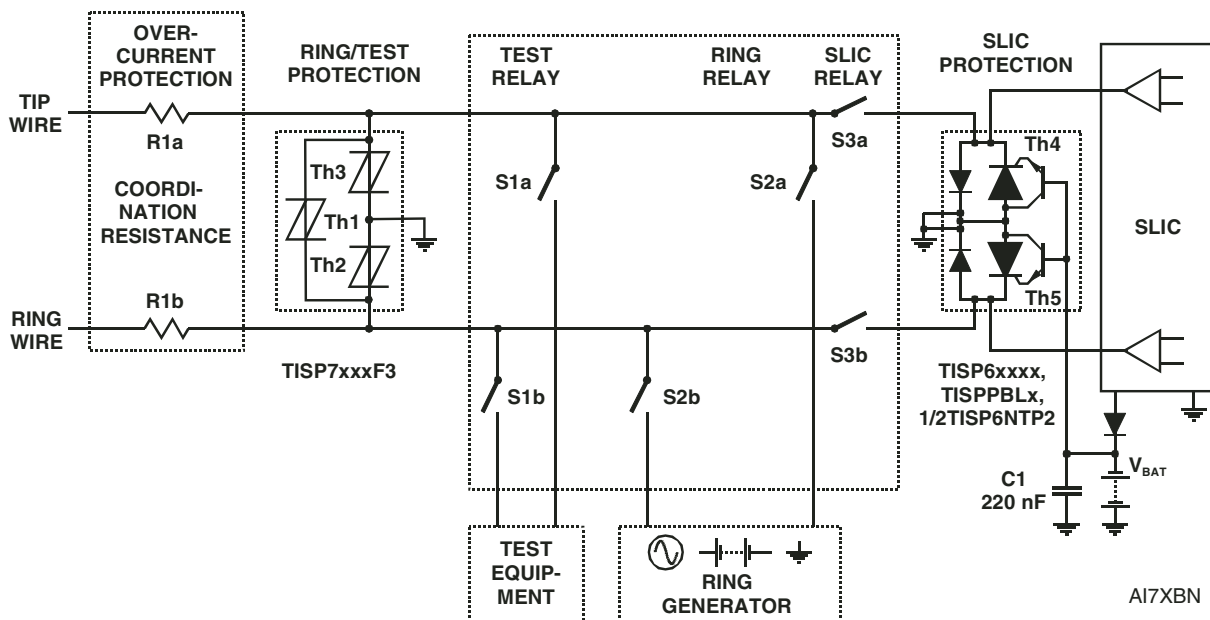 OVER-
CURRENT
PROTECTION
RING/TEST
PROTECTION
TEST
RELAY
RING
RELAY
SLIC
RELAY
SLIC
PROTECTION
TIP
WIRE
R1a
COORDI-
NATION
RESISTANCE
Th3
Th1
Th2
S1a
S2a
S3a
Th4
SLIC
Th5
RING
WIRE
R1b
TISP7xxxF3
S1b
S2b
S3b
TISP6xxxx,
TISPPBLx,
1/2TISP6NTP2
C1
220 nF
VBAT
TEST
EQUIP-
MENT
RING
GENERATOR
AI7XBN